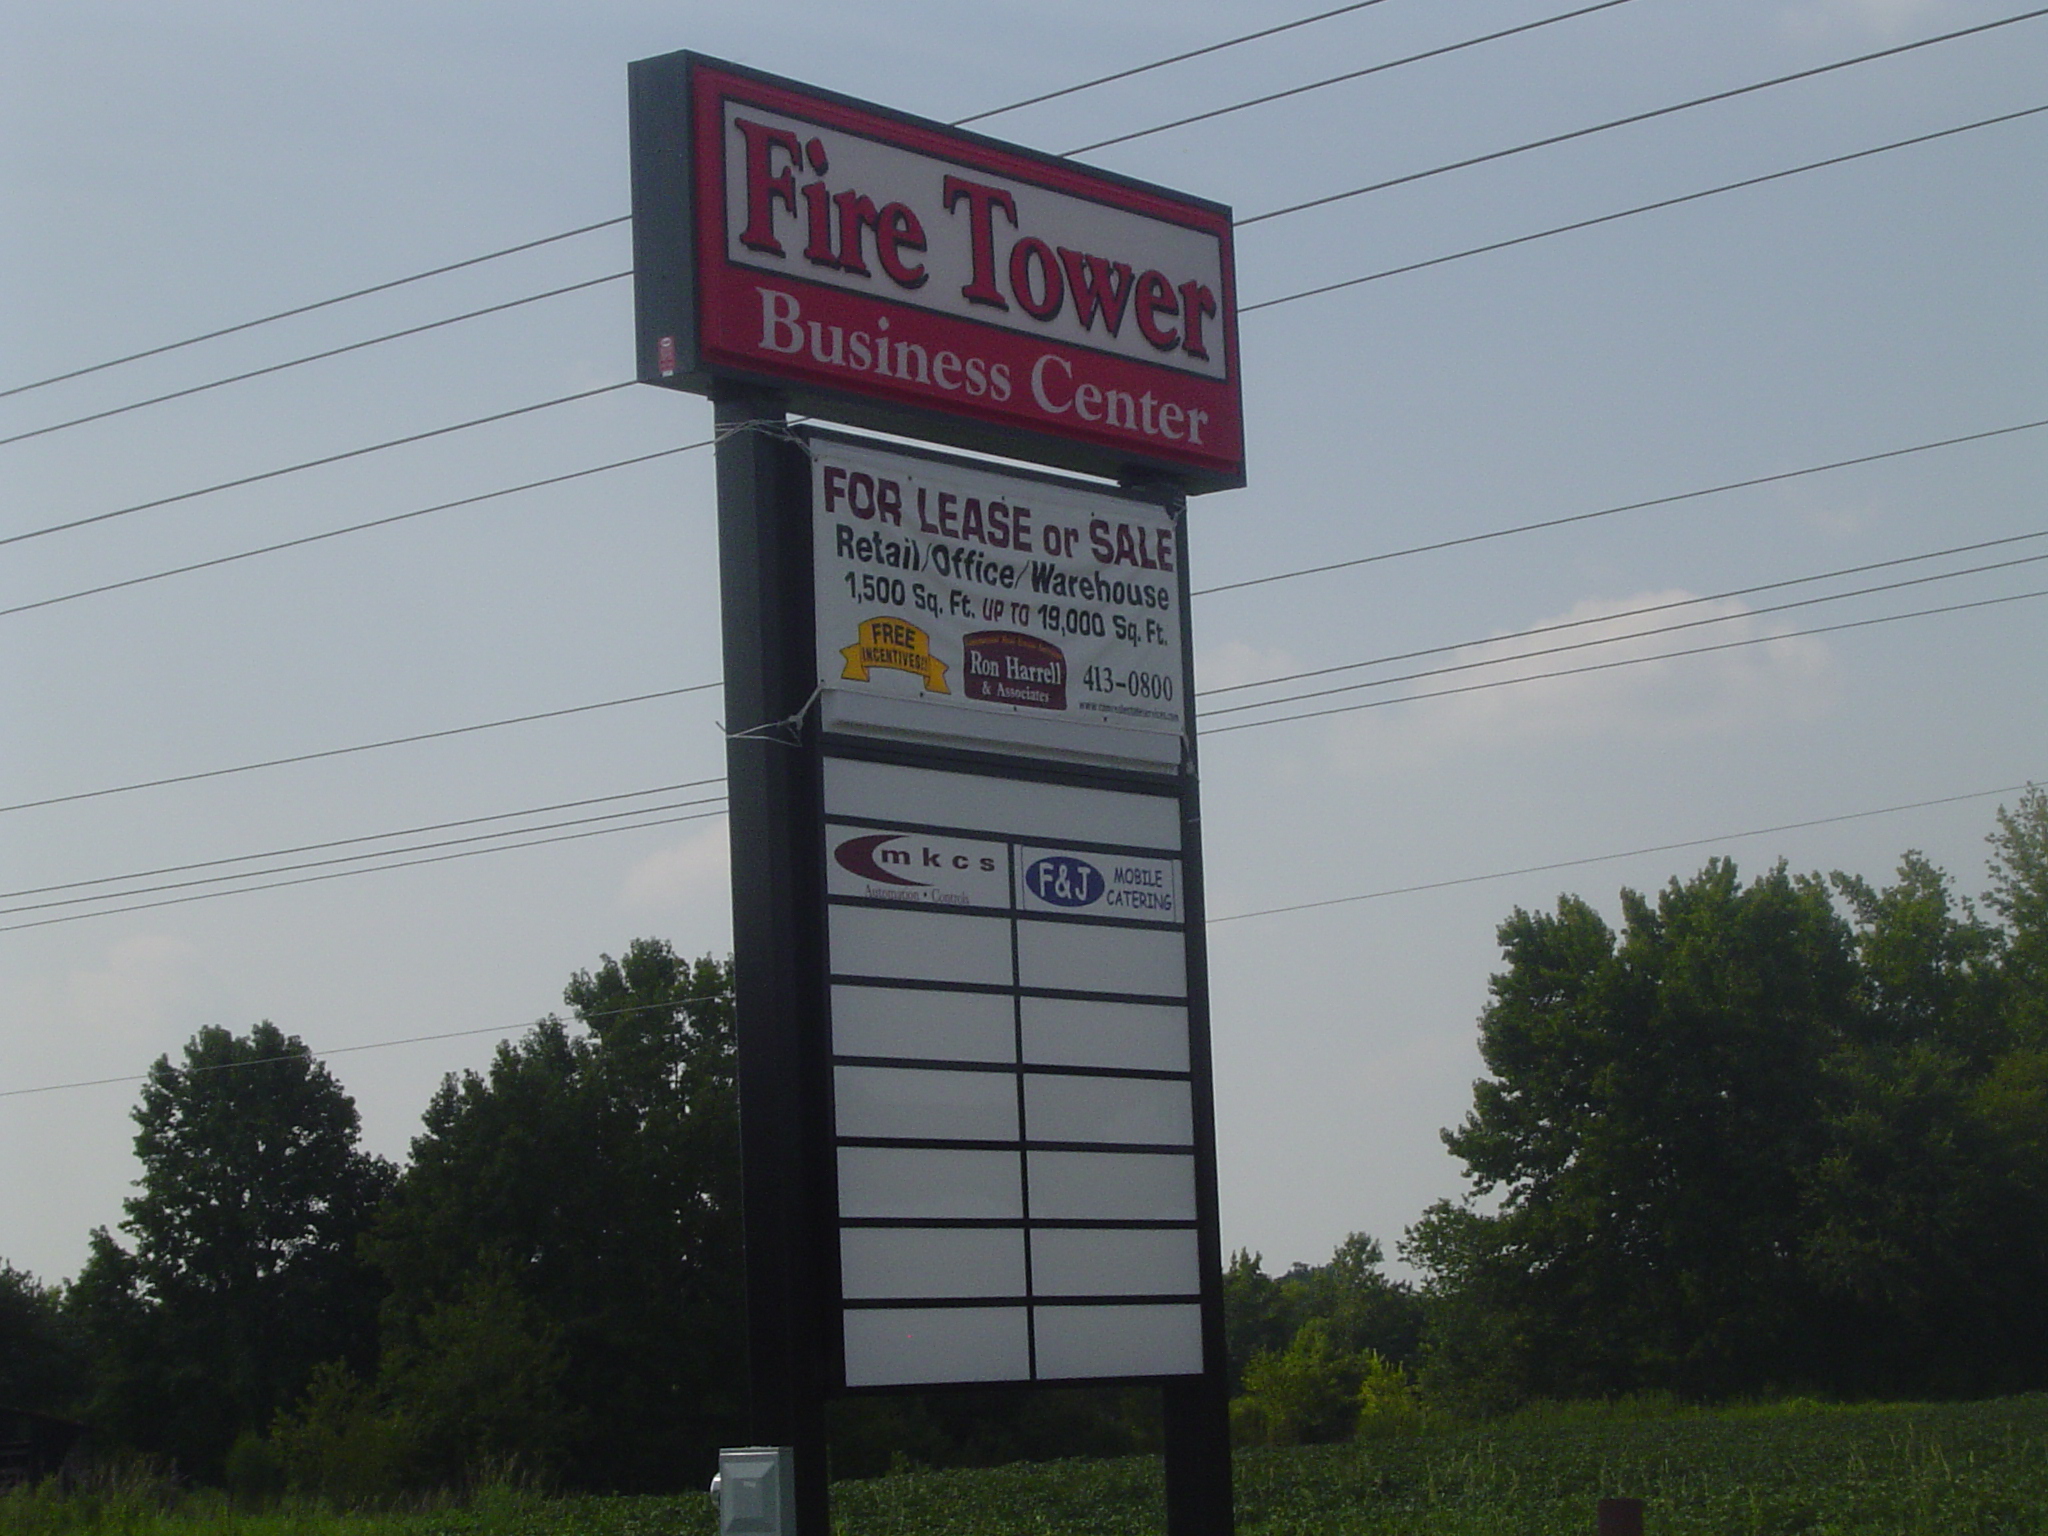 Fire Tower
Business Center
FOR LEASE or SALE
Retail/Office/Warehouse
1,500 Sq. Ft. UP TO 19,000 Sq. Ft.
FREE
INCENTIVES!!
Ron Harrell
& Associates
413-0800
mkcs
Automation • Controls
F&J
MOBILE
CATERING